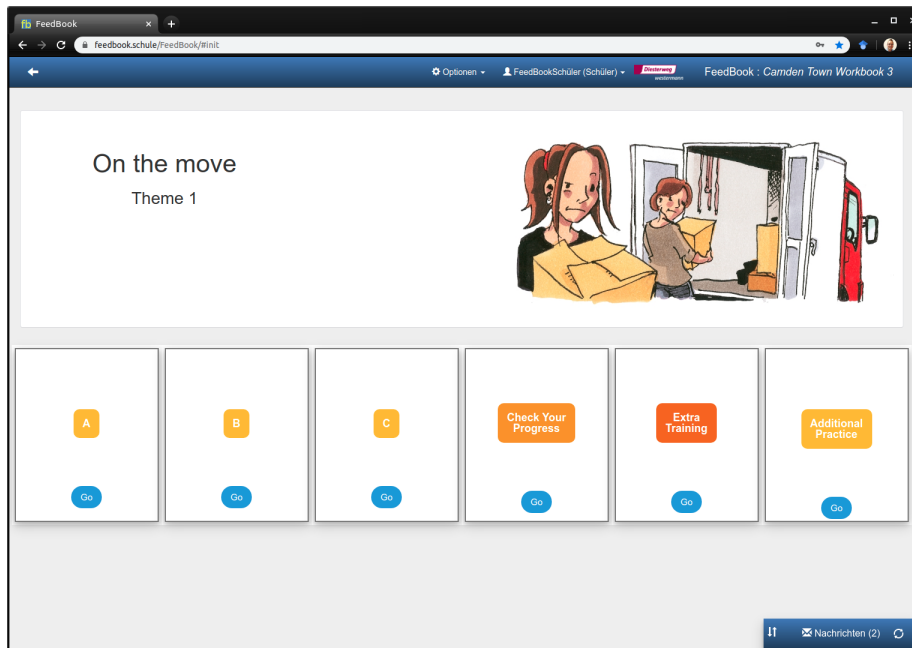 FeedBook
feedbook.schule/FeedBook/#init
Optionen
FeedBookSchüler (Schüler)
Diesterweg
westermann
FeedBook : Camden Town Workbook 3
On the move
Theme 1
A
B
C
Check Your
Progress
Extra
Training
Additional
Practice
Go
Go
Go
Go
Go
Go
Nachrichten (2)